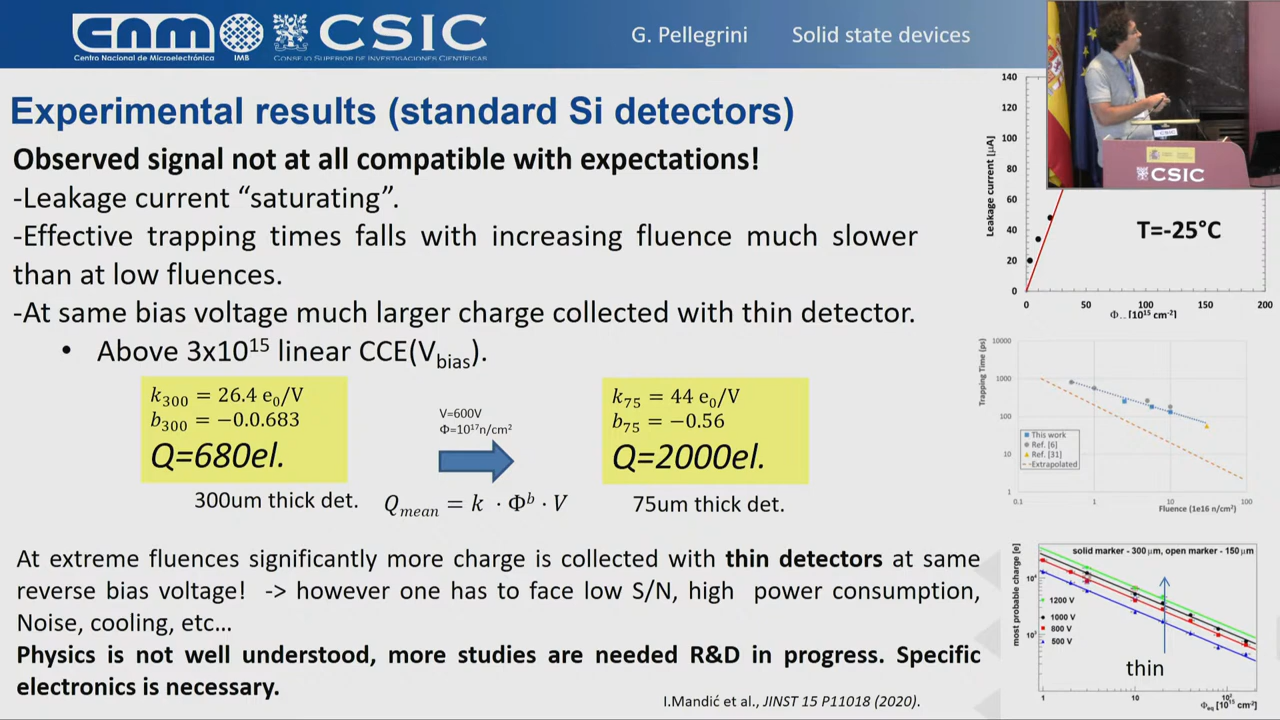 cnm
Centro Nacional de Microelectrónica
IMB
CSIC
CONSEJO SUPERIOR DE INVESTIGACIONES CIENTÍFICAS
G. Pellegrini Solid state devices
Experimental results (standard Si detectors)
Observed signal not at all compatible with expectations!
-Leakage current “saturating”.
-Effective trapping times falls with increasing fluence much slower
than at low fluences.
-At same bias voltage much larger charge collected with thin detector.
• Above 3x10¹⁵ linear CCE(V_bias).
k₃₀₀ = 26.4 e₀/V
b₃₀₀ = −0.0.683
Q=680el.
300um thick det.
V=600V
Φ=10¹⁷n/cm²
Q_mean = k · Φᵇ · V
k₇₅ = 44 e₀/V
b₇₅ = −0.56
Q=2000el.
75um thick det.
At extreme fluences significantly more charge is collected with thin detectors at same
reverse bias voltage! -> however one has to face low S/N, high power consumption,
Noise, cooling, etc…
Physics is not well understood, more studies are needed R&D in progress. Specific
electronics is necessary.
I.Mandić et al., JINST 15 P11018 (2020).
CSIC
CSIC
Leakage current [µA]
140
120
100
80
60
40
20
0
T=-25°C
0 50 100 150 200
[10¹⁵ cm⁻²]
Trapping Time (ps)
10000
1000
100
10
1
This work
Ref. [6]
Ref. [31]
Extrapolated
0.1 1 10 100
Fluence (1e16 n/cm²)
most probable charge [e]
solid marker - 300 µm, open marker - 150 µm
10⁴
1200 V
1000 V
800 V
500 V
10³
thin
1 10 10²
Φ_eq [10¹⁵ cm⁻²]